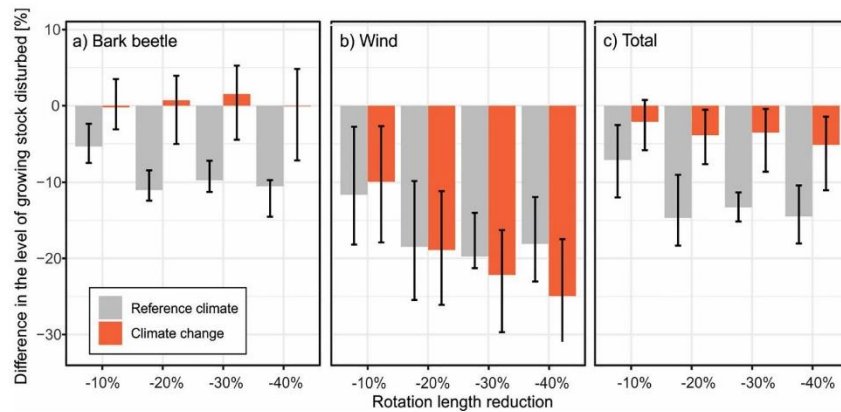 Difference in the level of growing stock disturbed [%]
10
0
−10
−20
−30
a) Bark beetle
b) Wind
c) Total
Reference climate
Climate change
-10% -20% -30% -40%
-10% -20% -30% -40%
-10% -20% -30% -40%
Rotation length reduction